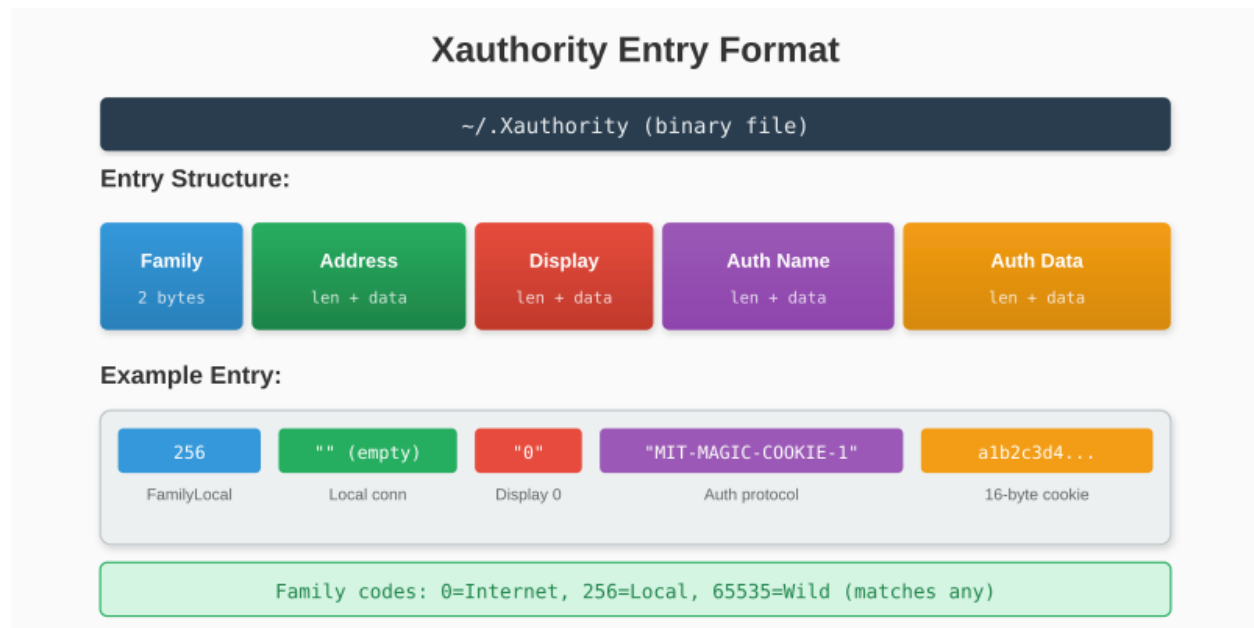 Xauthority Entry Format
~/.Xauthority (binary file)
Entry Structure:
Family Address Display Auth Name Auth Data
2 bytes len + data len + data len + data len + data
Example Entry:
256 "" (empty) "0" "MIT-MAGIC-COOKIE-1" a1b2c3d4...
FamilyLocal Local conn Display 0 Auth protocol 16-byte cookie
Family codes: 0=Internet, 256=Local, 65535=Wild (matches any)